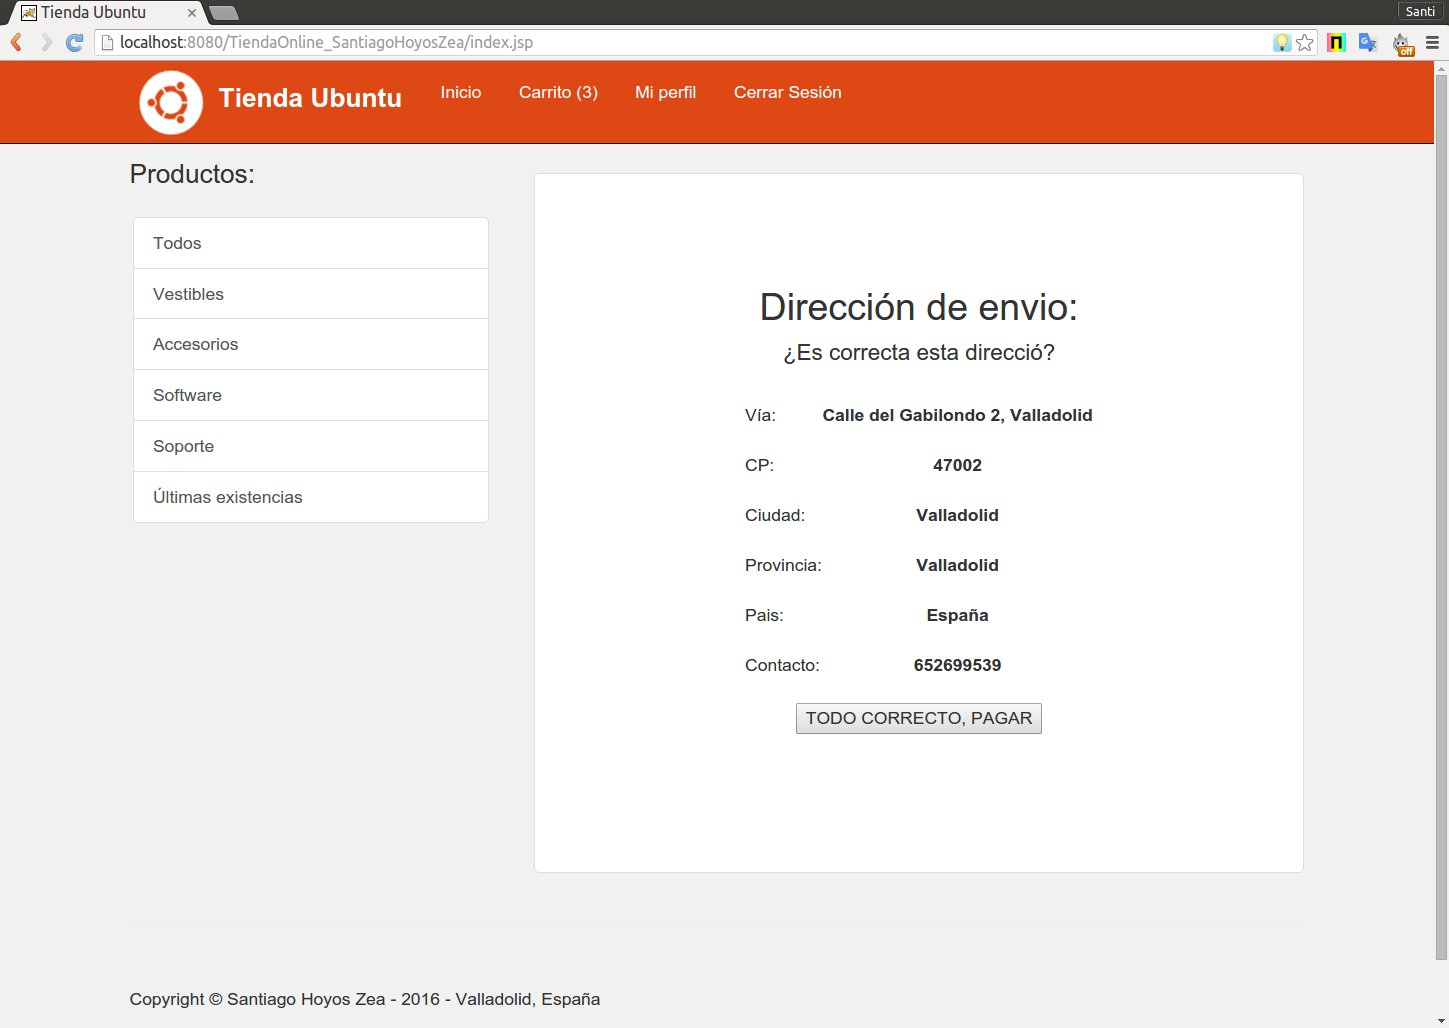 Tienda Ubuntu
Santi
localhost:8080/TiendaOnline_SantiagoHoyosZea/index.jsp
off
Tienda Ubuntu
Inicio
Carrito (3)
Mi perfil
Cerrar Sesión
Productos:
Todos
Vestibles
Accesorios
Software
Soporte
Últimas existencias
Dirección de envio:
¿Es correcta esta direcció?
Vía: Calle del Gabilondo 2, Valladolid
CP: 47002
Ciudad: Valladolid
Provincia: Valladolid
Pais: España
Contacto: 652699539
TODO CORRECTO, PAGAR
Copyright © Santiago Hoyos Zea - 2016 - Valladolid, España